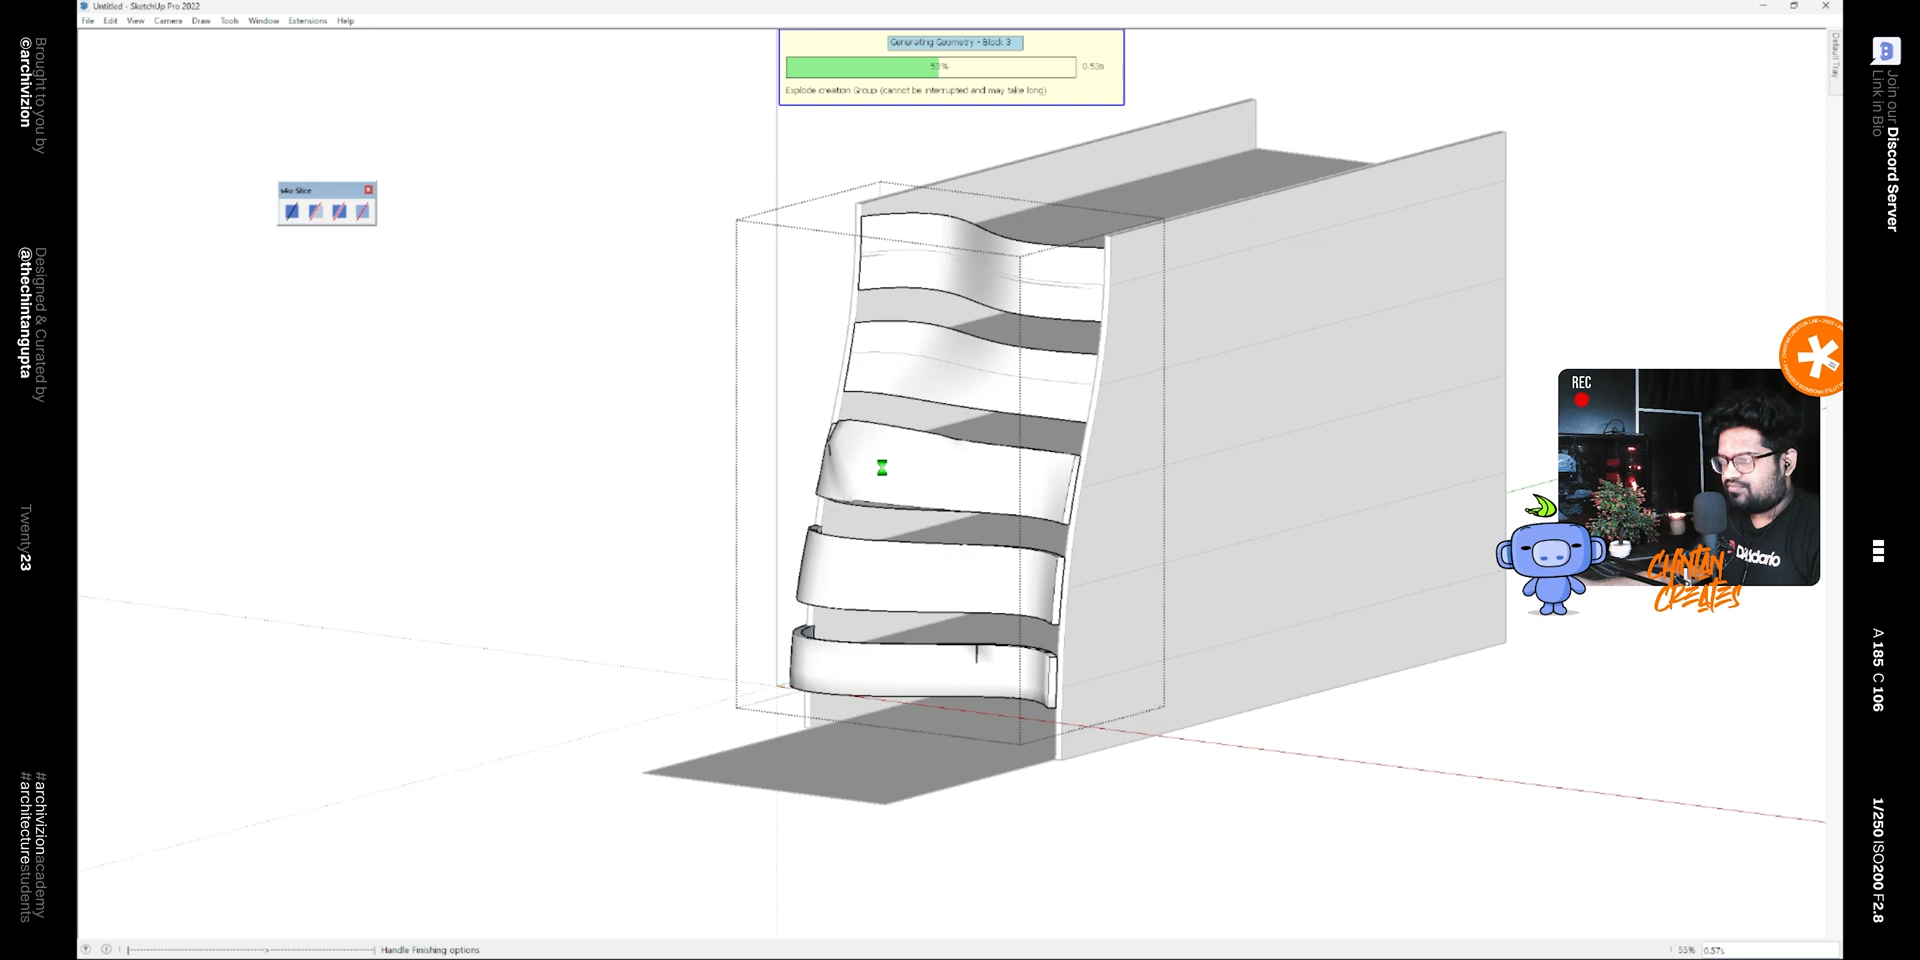 Untitled - SketchUp Pro 2022
File Edit View Camera Draw Tools Window Extensions Help
Generating Geometry - Block 3
53% 0.53s
Explode creation Group (cannot be interrupted and may take long)
s4u-Slice
Default Tray
Brought to you by
@archivizion
Designed & Curated by
@thechintangupta
Twenty23
#archivizionacademy
#architecturestudents
Join our Discord Server
Link in Bio
REC
D'Addario
CHINTAN
CREATES
A 185 C 106
1/250 ISO200 F2.8
Handle Finishing options
55% 0.57s